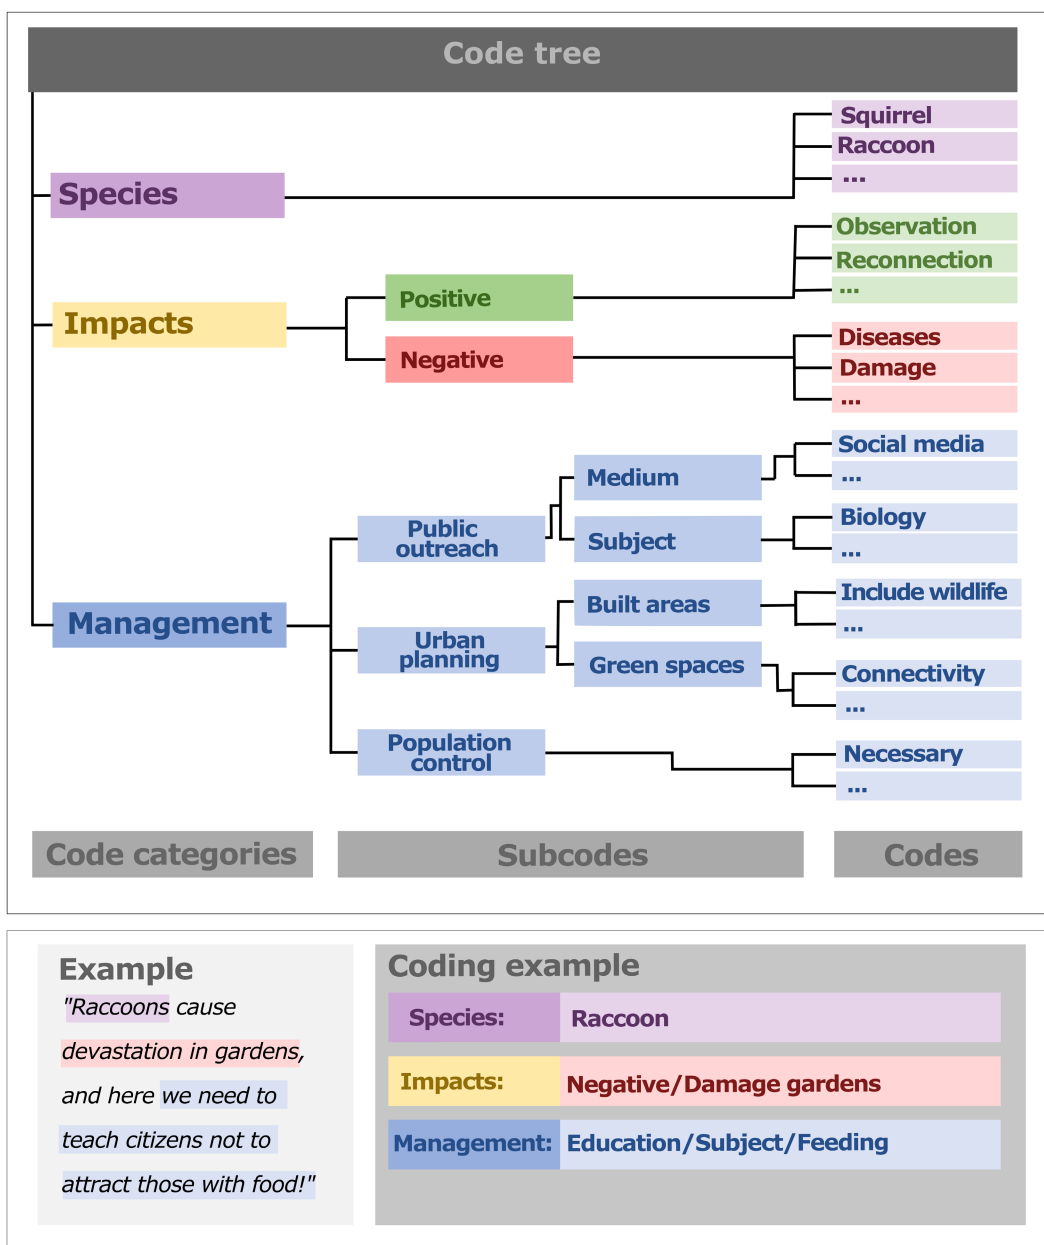 Code tree
Squirrel
Raccoon
...
Species
Observation
Reconnection
...
Positive
Impacts
Negative
Diseases
Damage
...
Social media
...
Medium
Public
outreach
Subject
Biology
...
Management
Built areas
Include wildlife
...
Urban
planning
Green spaces
Connectivity
...
Population
control
Necessary
...
Code categories
Subcodes
Codes
Example
"Raccoons cause
devastation in gardens,
and here we need to
teach citizens not to
attract those with food!"
Coding example
Species: Raccoon
Impacts: Negative/Damage gardens
Management: Education/Subject/Feeding